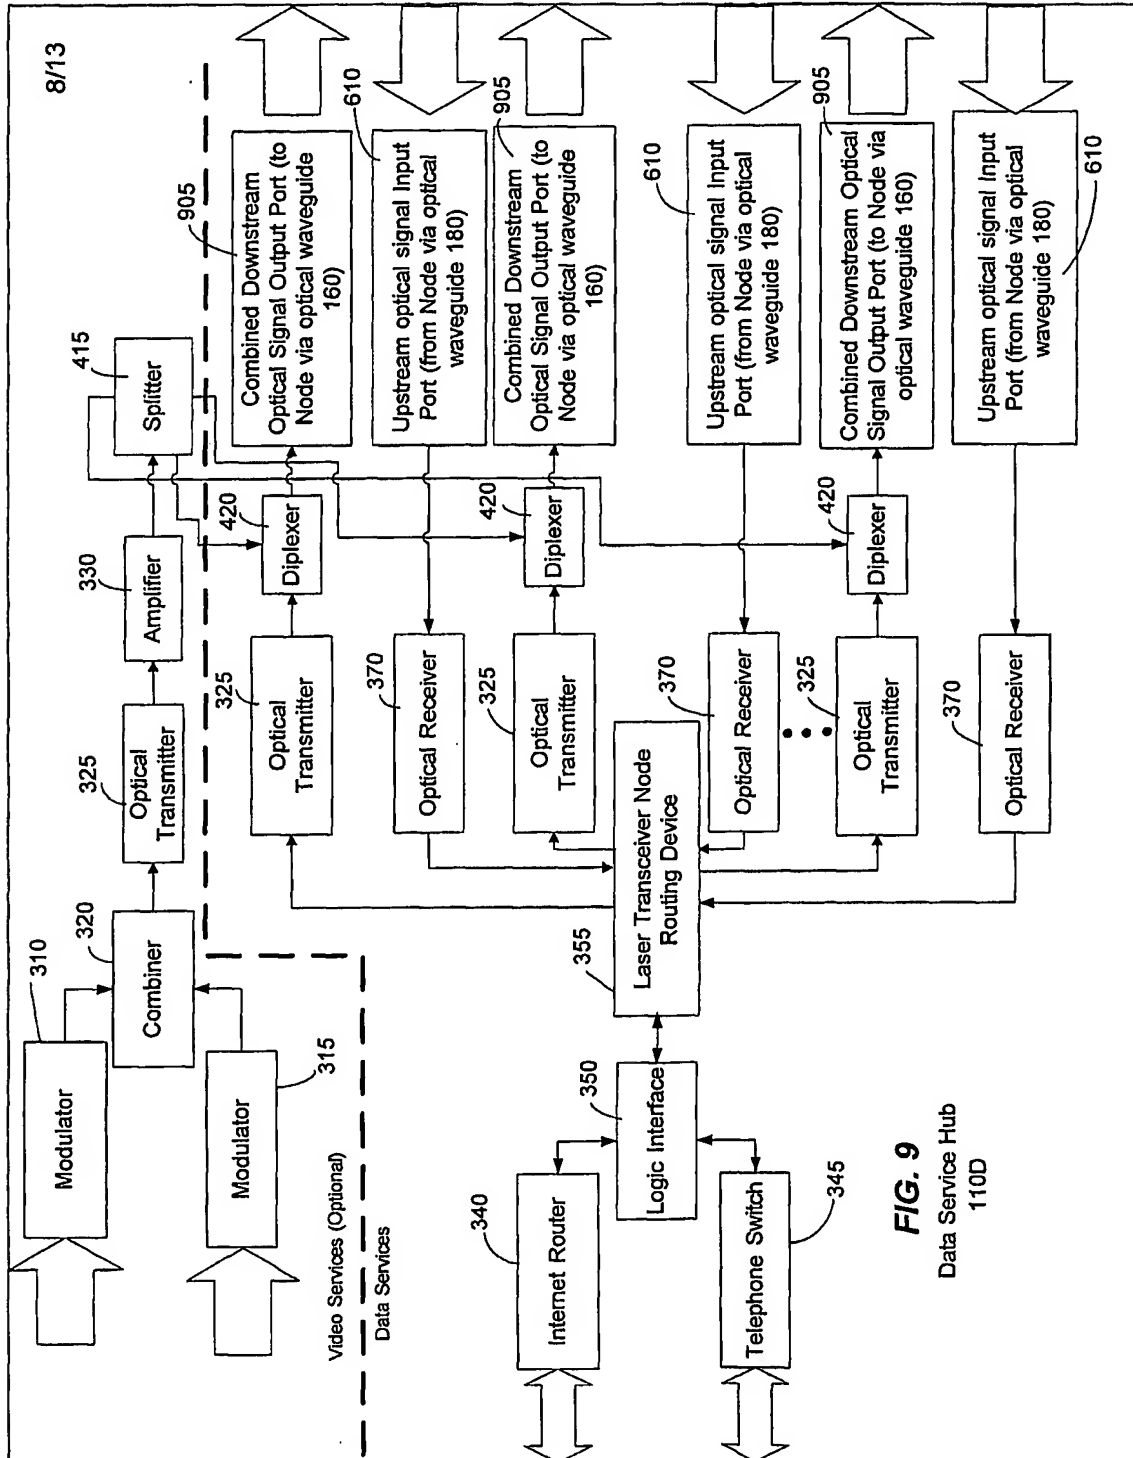 8/13
310
Modulator
315
Modulator
320
Combiner
325
Optical
Transmitter
330
Amplifier
415
Splitter
Video Services (Optional)
Data Services
325
Optical
Transmitter
420
Diplexer
905
Combined Downstream
Optical Signal Output Port (to
Node via optical waveguide
160)
370
Optical Receiver
610
Upstream optical signal Input
Port (from Node via optical
waveguide 180)
325
Optical
Transmitter
420
Diplexer
905
Combined Downstream
Optical Signal Output Port (to
Node via optical waveguide
160)
340
Internet Router
350
Logic Interface
355
Laser Transceiver Node
Routing Device
345
Telephone Switch
370
Optical Receiver
610
Upstream optical signal Input
Port (from Node via optical
waveguide 180)
325
Optical
Transmitter
420
Diplexer
905
Combined Downstream Optical
Signal Output Port (to Node via
optical waveguide 160)
370
Optical Receiver
610
Upstream optical signal Input
Port (from Node via optical
waveguide 180)
FIG. 9
Data Service Hub
110D